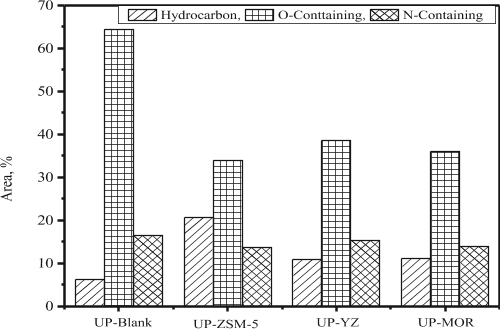 70
Hydrocarbon, O-Conttaining, N-Containing
60
50
40
30
20
10
0
Area, %
UP-Blank UP-ZSM-5 UP-YZ UP-MOR